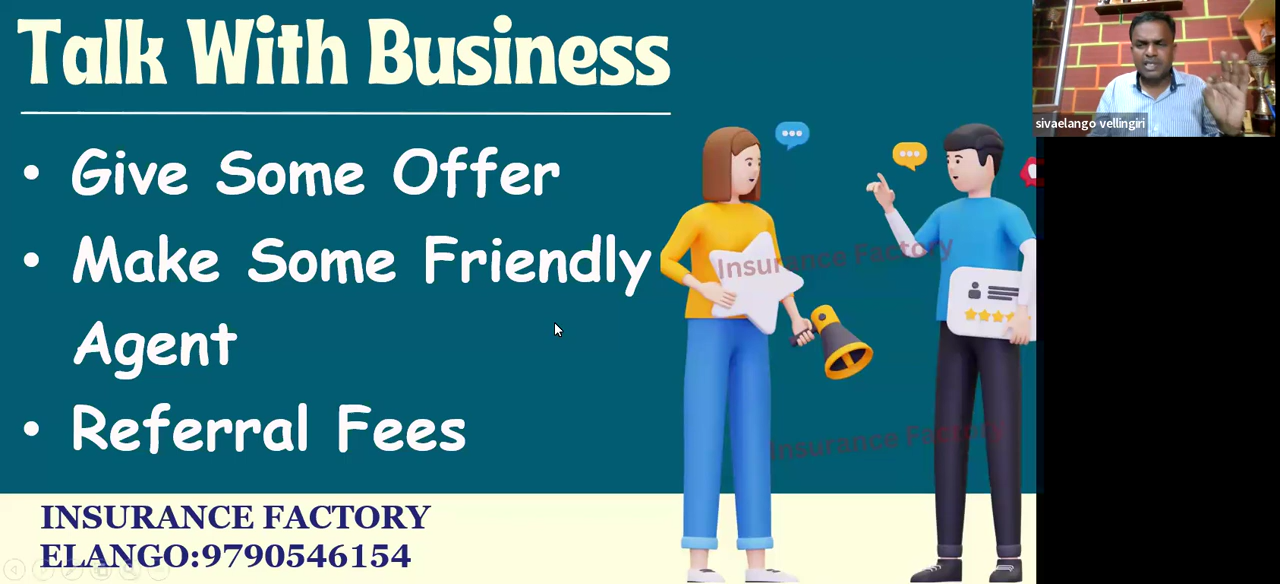 Talk With Business
• Give Some Offer
• Make Some Friendly
Agent
• Referral Fees
Insurance Factory
Insurance Factory
INSURANCE FACTORY
ELANGO:9790546154
sivaelango vellingiri